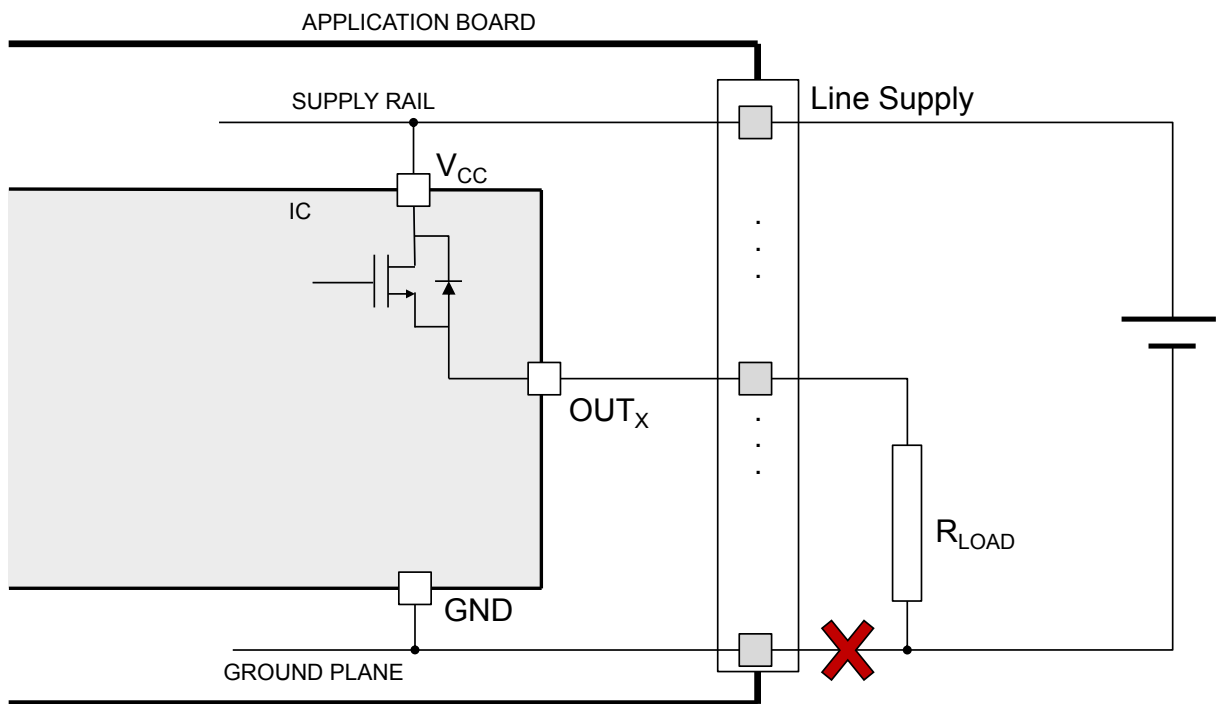 APPLICATION BOARD
SUPPLY RAIL
Line Supply
VCC
IC
OUTX
RLOAD
GND
GROUND PLANE